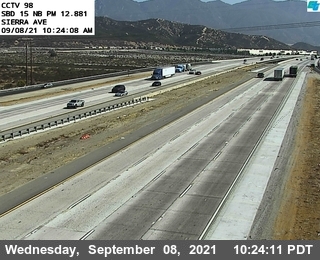 CCTV 98
SBD 15 NB PM 12.881
SIERRA AVE
09/08/21 10:24:08 AM
Wednesday, September 08, 2021 10:24:11 PDT